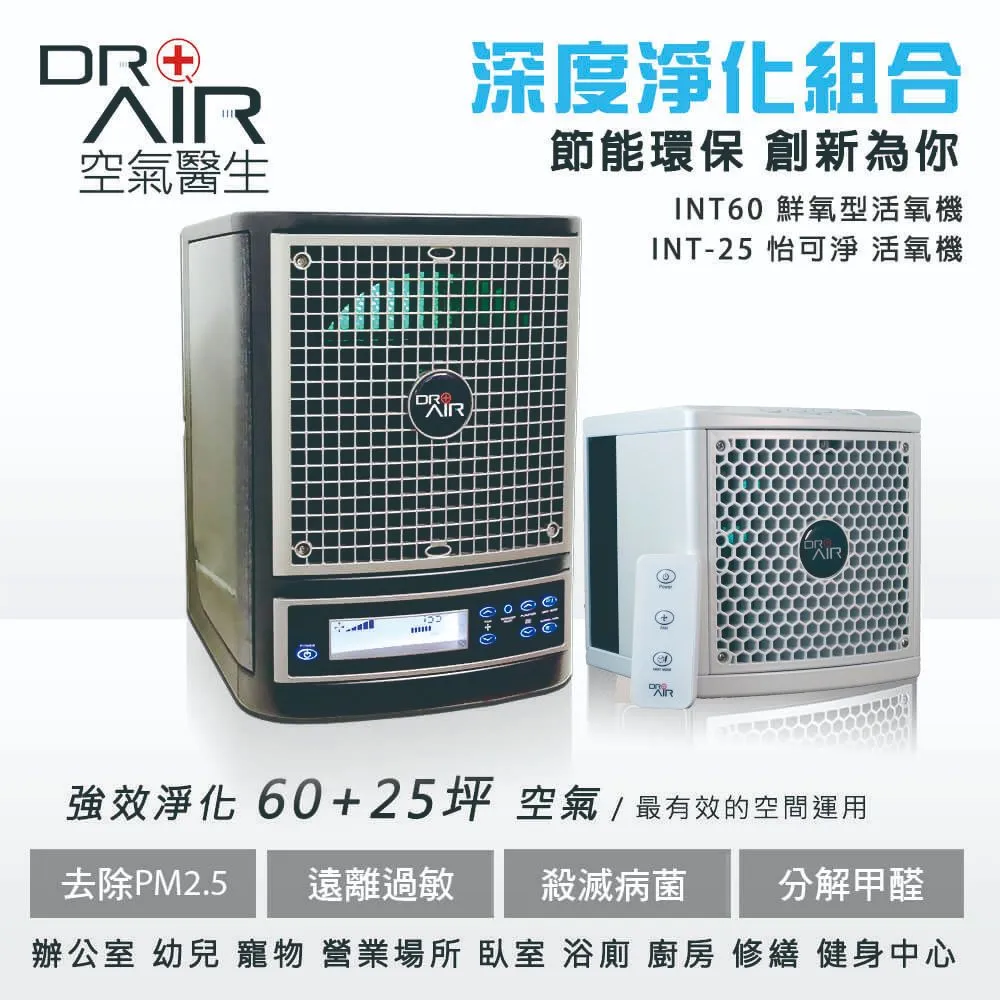 DR AIR
空氣醫生
深度淨化組合
節能環保 創新為你
INT60 鮮氧型活氧機
INT-25 怡可淨 活氧機
DR AIR
DR AIR
Power
Fan
DR AIR
強效淨化 60+25坪 空氣 / 最有效的空間運用
去除PM2.5 遠離過敏 殺滅病菌 分解甲醛
辦公室 幼兒 寵物 營業場所 臥室 浴廁 廚房 修繕 健身中心